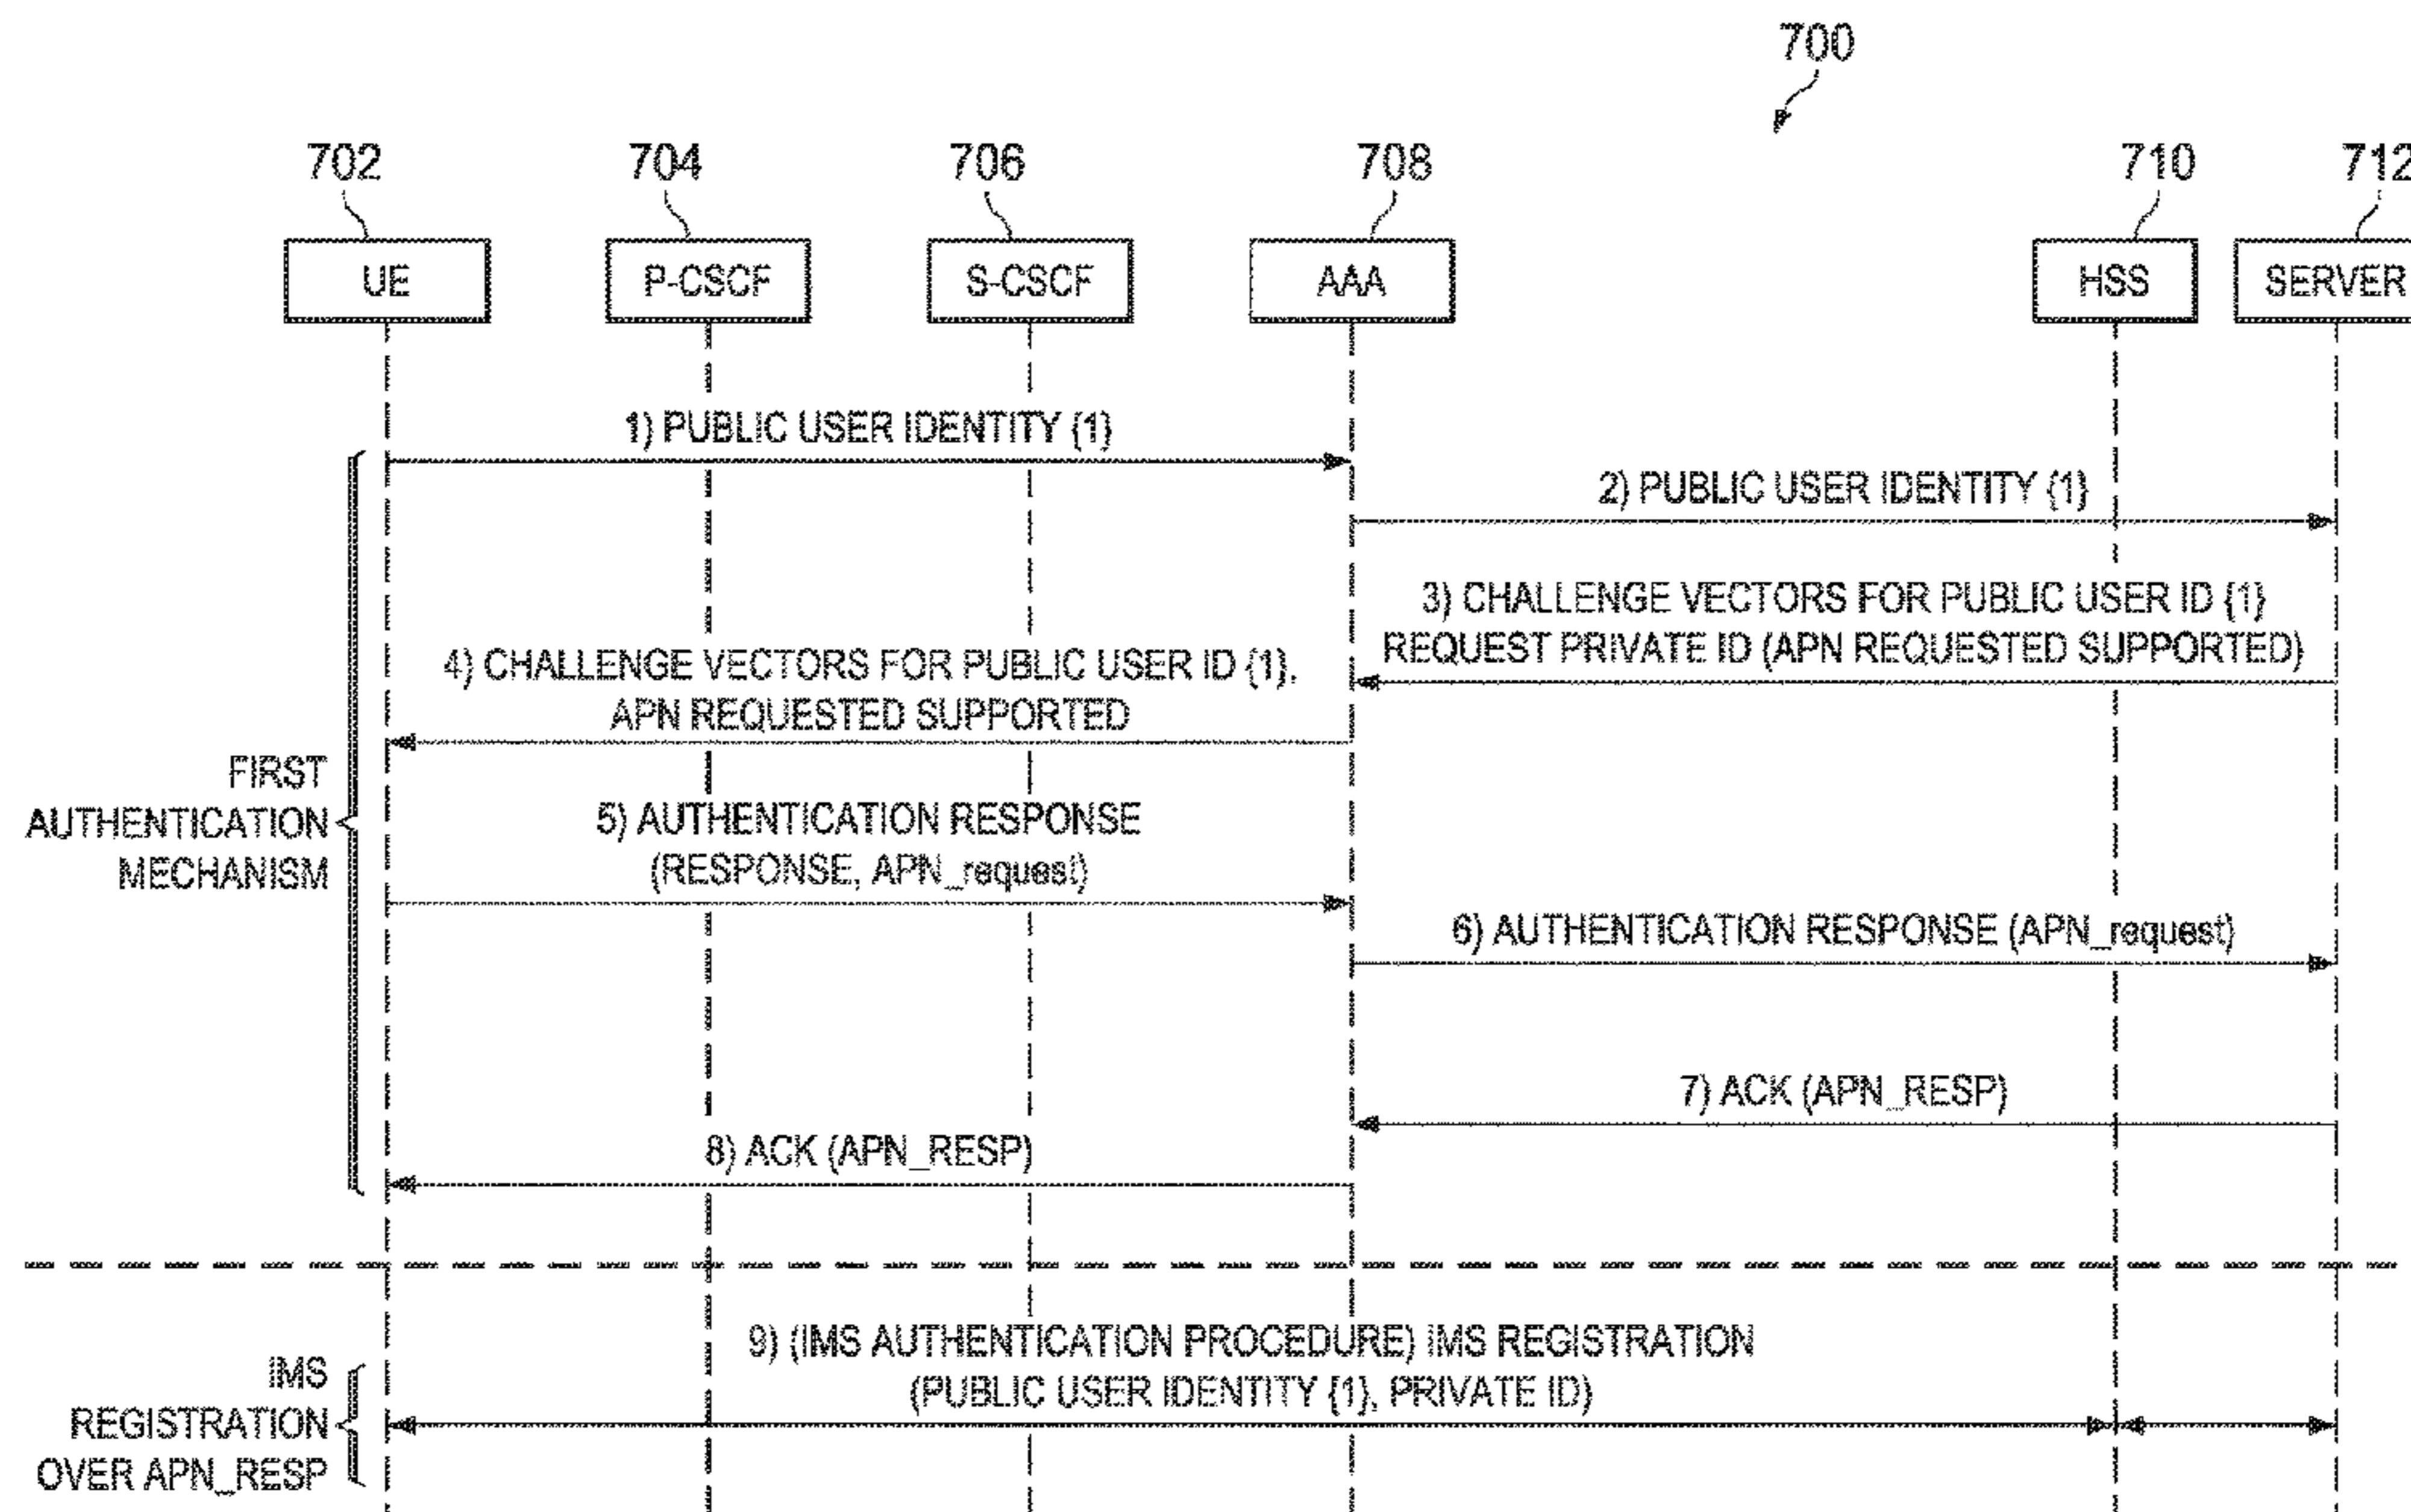 700
702
704
706
708
710
712
UE
P-CSCF
S-CSCF
AAA
HSS
SERVER
1) PUBLIC USER IDENTITY {1}
2) PUBLIC USER IDENTITY {1}
3) CHALLENGE VECTORS FOR PUBLIC USER ID {1}
REQUEST PRIVATE ID (APN REQUESTED SUPPORTED)
4) CHALLENGE VECTORS FOR PUBLIC USER ID {1},
APN REQUESTED SUPPORTED
FIRST
AUTHENTICATION
MECHANISM
5) AUTHENTICATION RESPONSE
(RESPONSE, APN_request)
6) AUTHENTICATION RESPONSE (APN_request)
7) ACK (APN_RESP)
8) ACK (APN_RESP)
9) (IMS AUTHENTICATION PROCEDURE) IMS REGISTRATION
(PUBLIC USER IDENTITY {1}, PRIVATE ID)
IMS
REGISTRATION
OVER APN_RESP